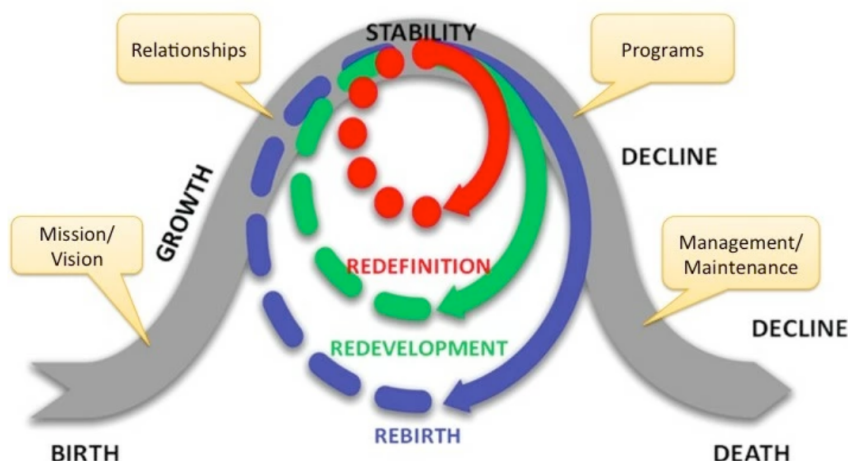 STABILITY
Relationships
Programs
GROWTH
DECLINE
Mission/
Vision
Management/
Maintenance
REDEFINITION
DECLINE
REDEVELOPMENT
REBIRTH
BIRTH
DEATH